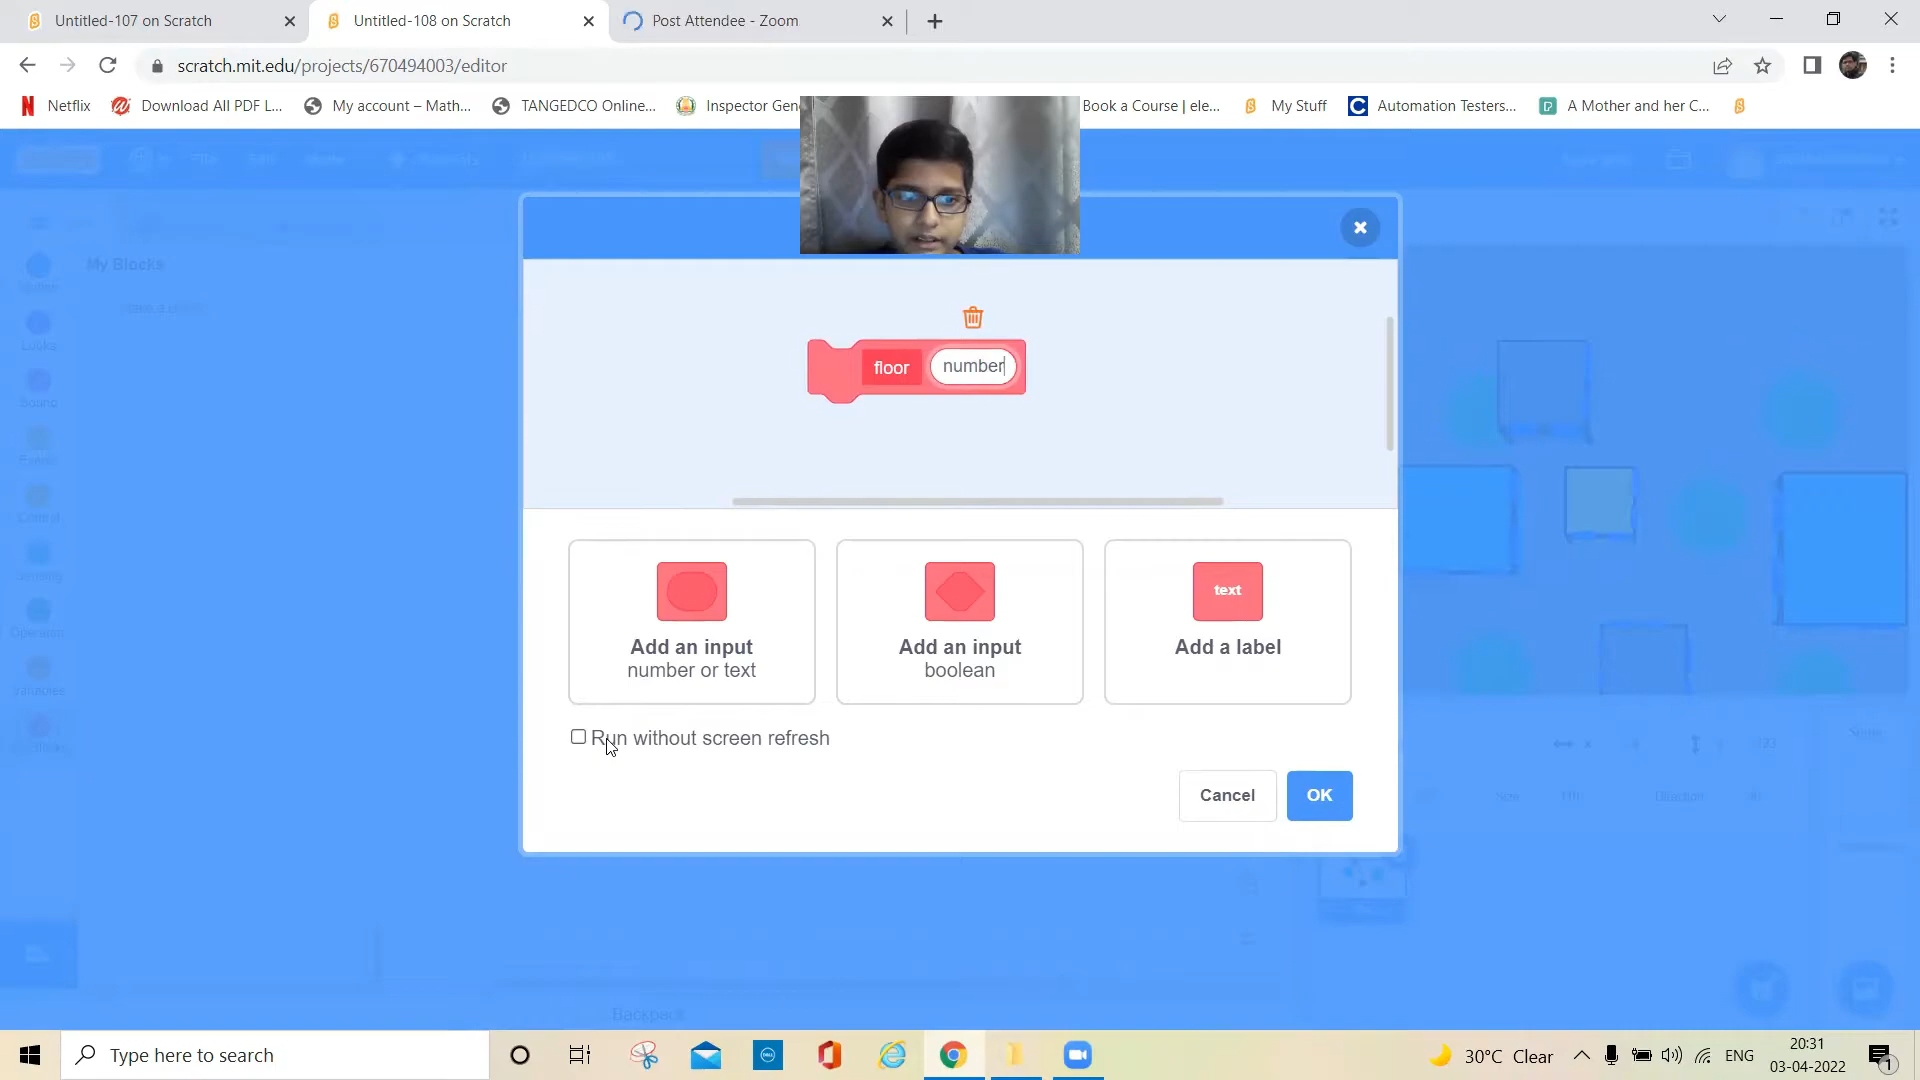 Untitled-107 on Scratch
Untitled-108 on Scratch
Post Attendee - Zoom
scratch.mit.edu/projects/670494003/editor
Netflix
Download All PDF L...
My account – Math...
TANGEDCO Online...
Inspector Gen
Book a Course | ele...
My Stuff
Automation Testers...
A Mother and her C...
My Blocks
floor
number
Add an input
number or text
Add an input
boolean
text
Add a label
Run without screen refresh
Cancel
OK
Backpack
Type here to search
30°C Clear
ENG
20:31
03-04-2022
1